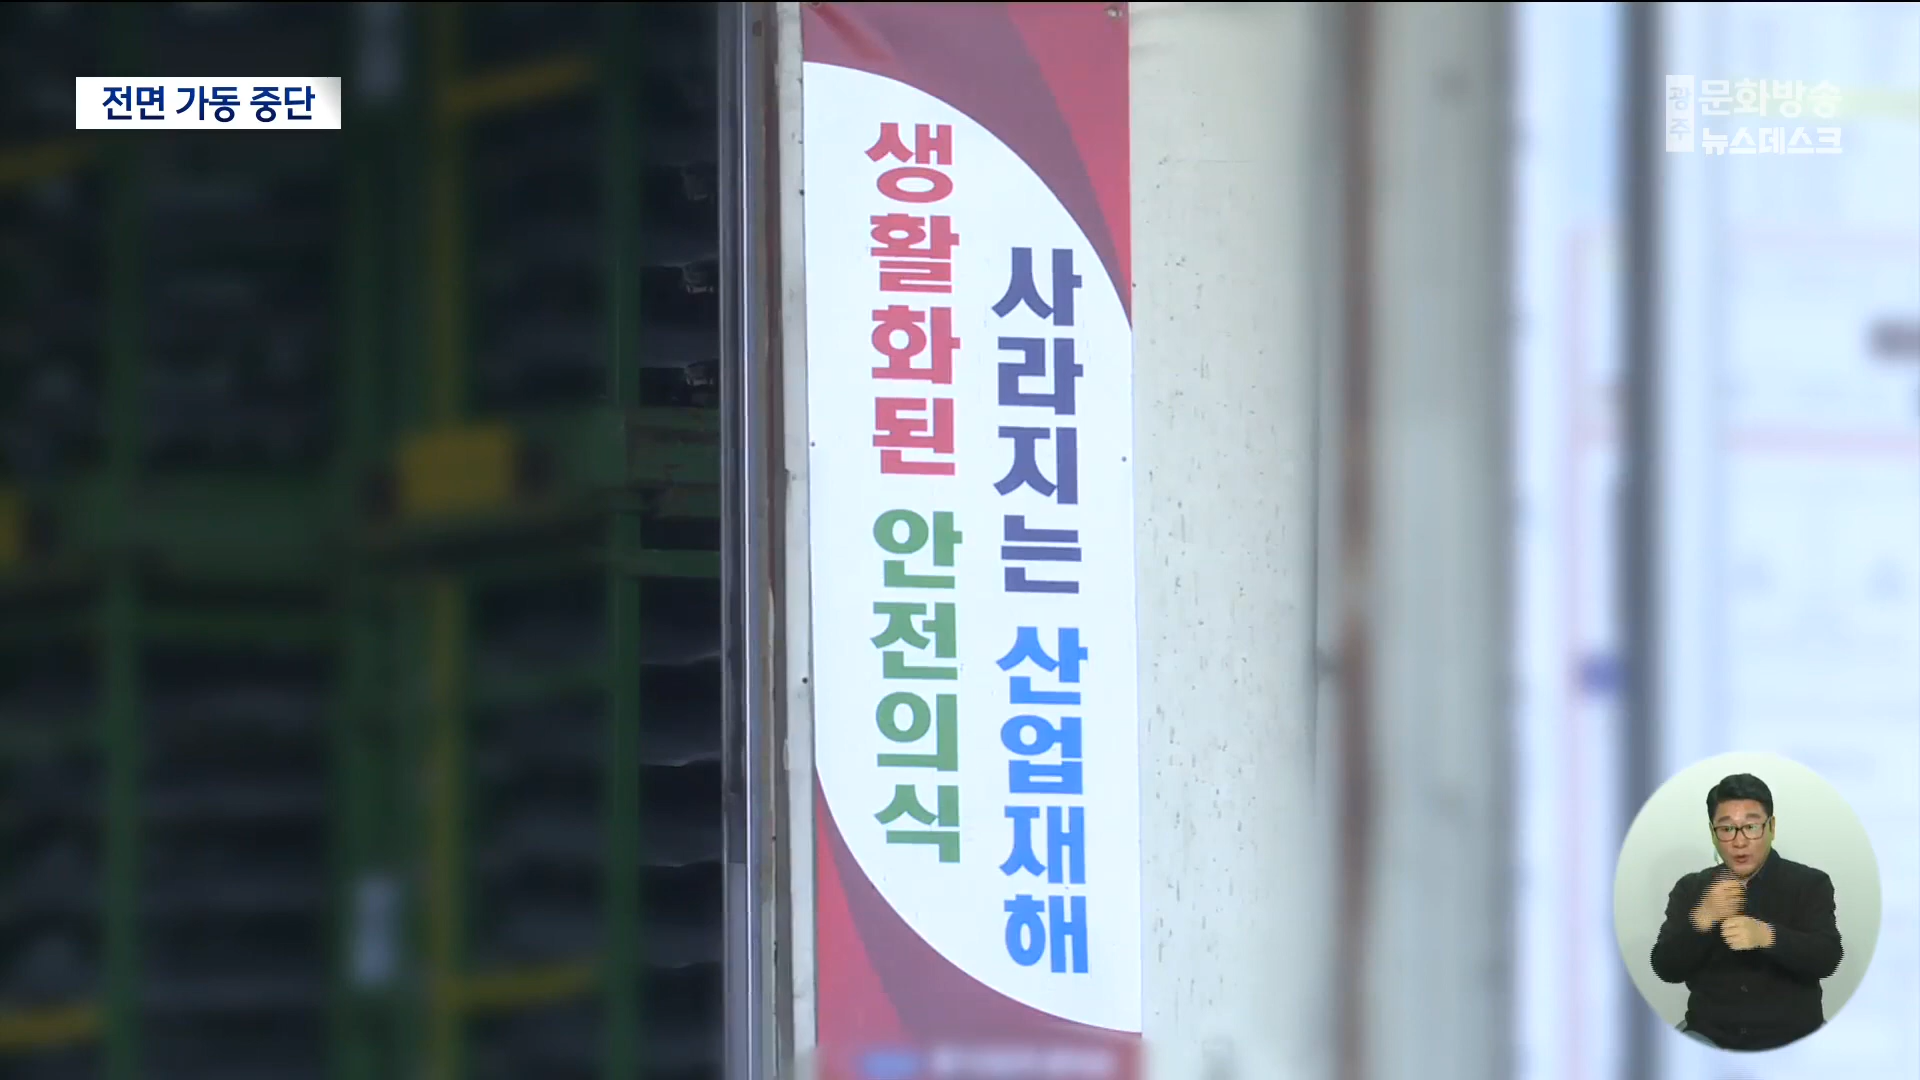 전면 가동 중단
광주
문화방송
뉴스데스크
생활화된 안전의식
사라지는 산업재해